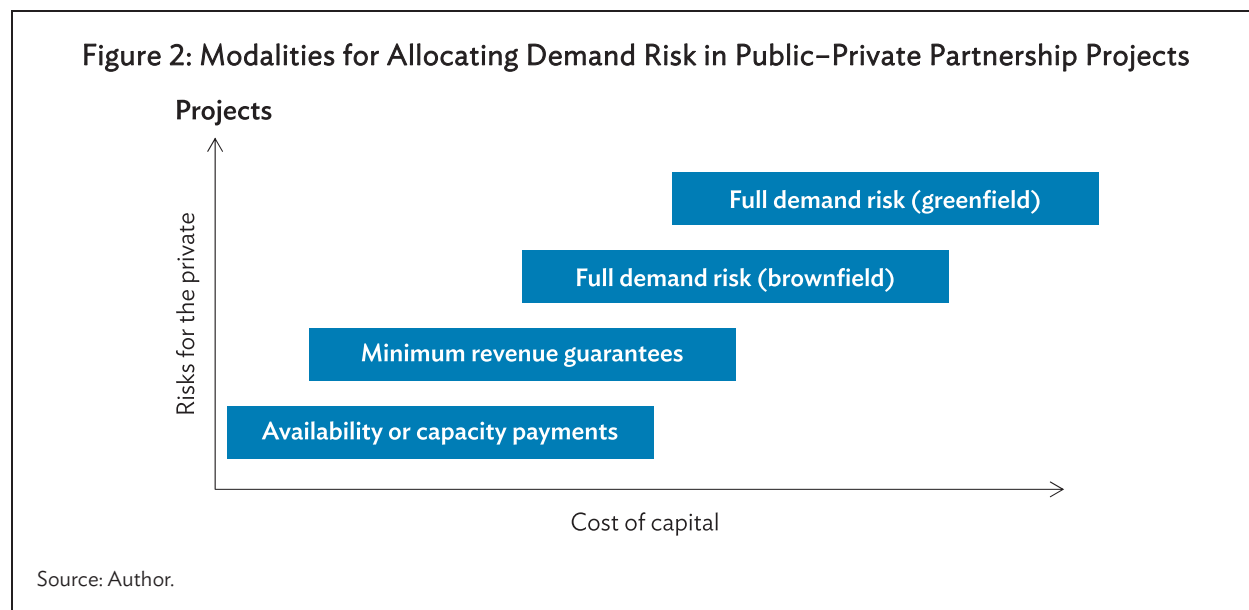 Figure 2: Modalities for Allocating Demand Risk in Public–Private Partnership Projects
Projects
Risks for the private
Full demand risk (greenfield)
Full demand risk (brownfield)
Minimum revenue guarantees
Availability or capacity payments
Cost of capital
Source: Author.